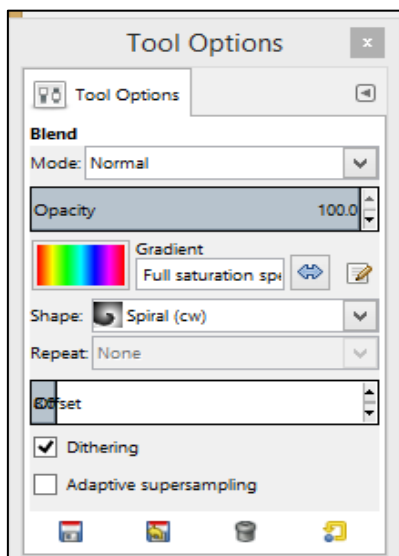 Tool Options
Tool Options
Blend
Mode: Normal
Opacity 100.0
Gradient
Full saturation spe
Shape: Spiral (cw)
Repeat: None
Offset
Dithering
Adaptive supersampling